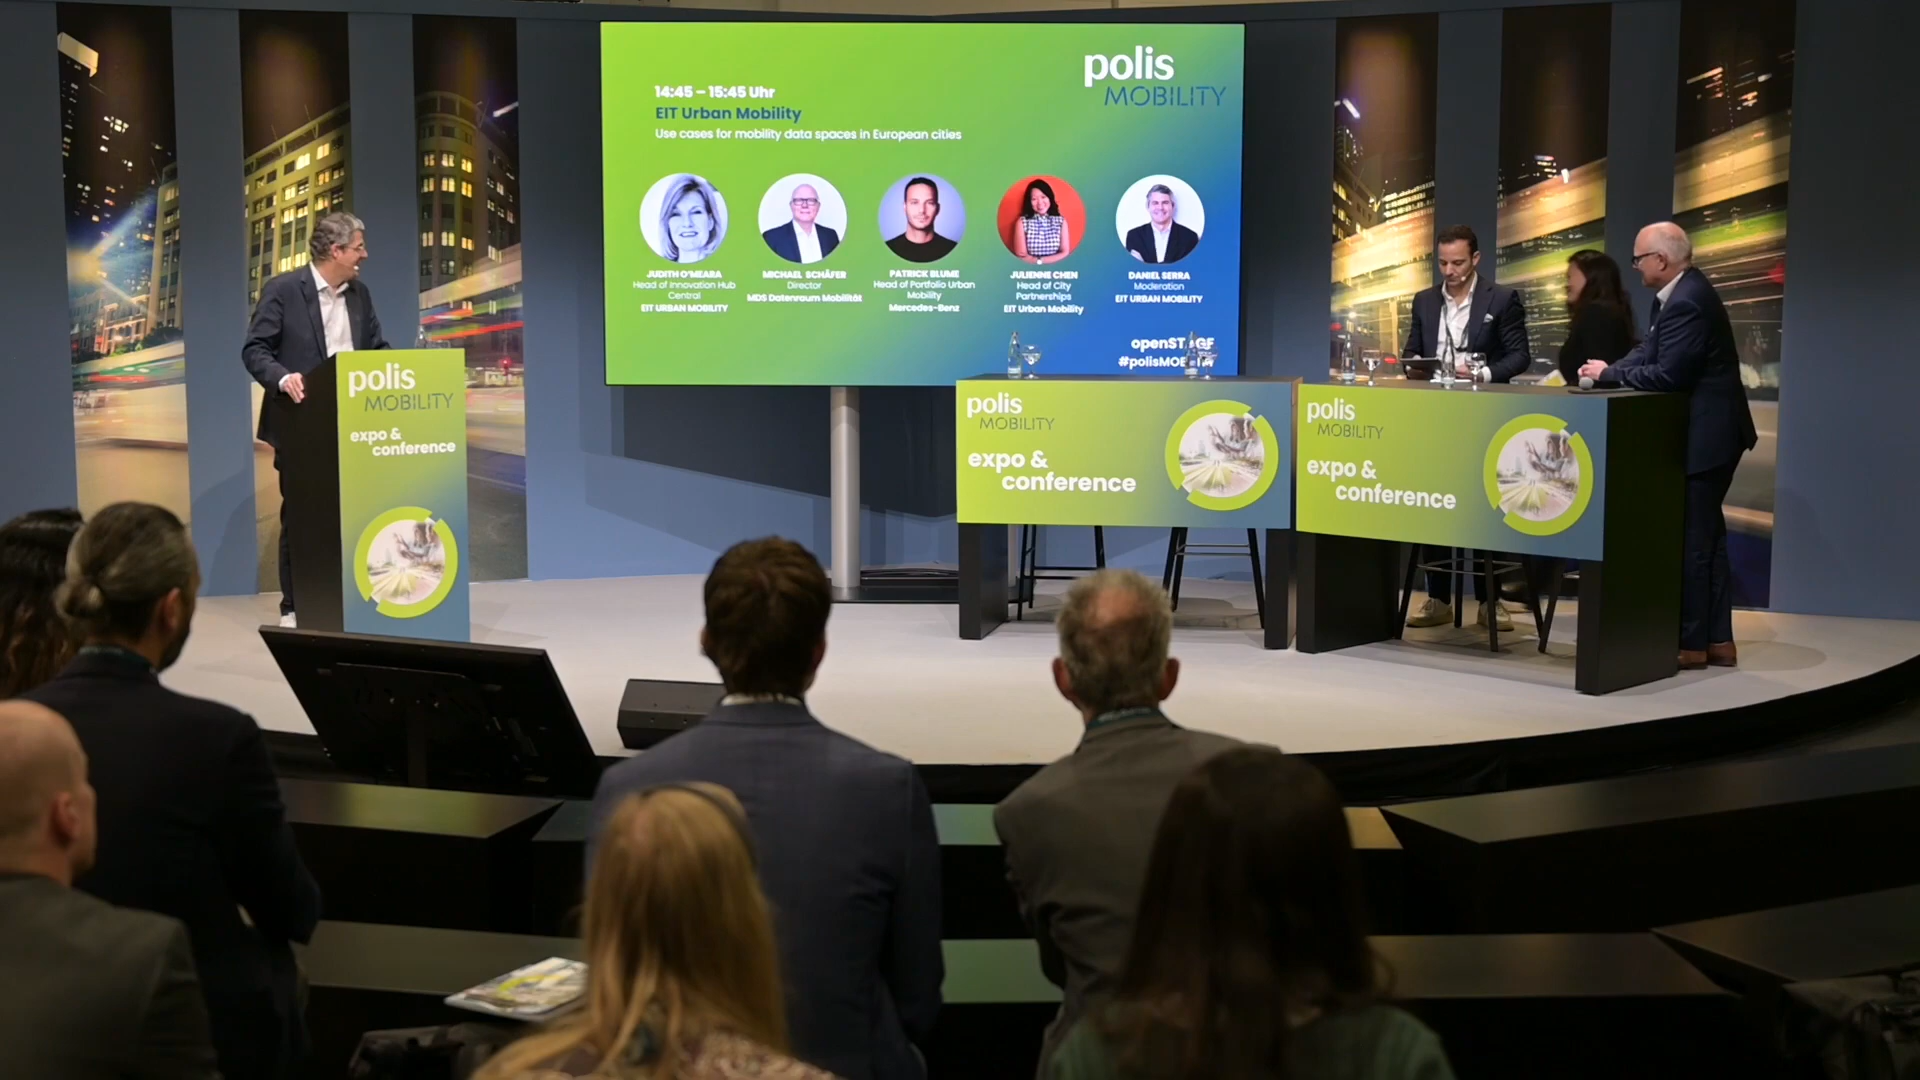 polis
MOBILITY
14:45 – 15:45 Uhr
EIT Urban Mobility
Use cases for mobility data spaces in European cities
JUDITH O'MEARA
Head of Innovation Hub
Central
EIT URBAN MOBILITY
MICHAEL SCHÄFER
Director
MDS Datenraum Mobilität
PATRICK BLUME
Head of Portfolio Urban
Mobility
Mercedes-Benz
JULIENNE CHEN
Head of City
Partnerships
EIT Urban Mobility
DANIEL SERRA
Moderation
EIT URBAN MOBILITY
polis
MOBILITY
expo &
conference
polis
MOBILITY
expo &
conference
polis
MOBILITY
expo &
conference